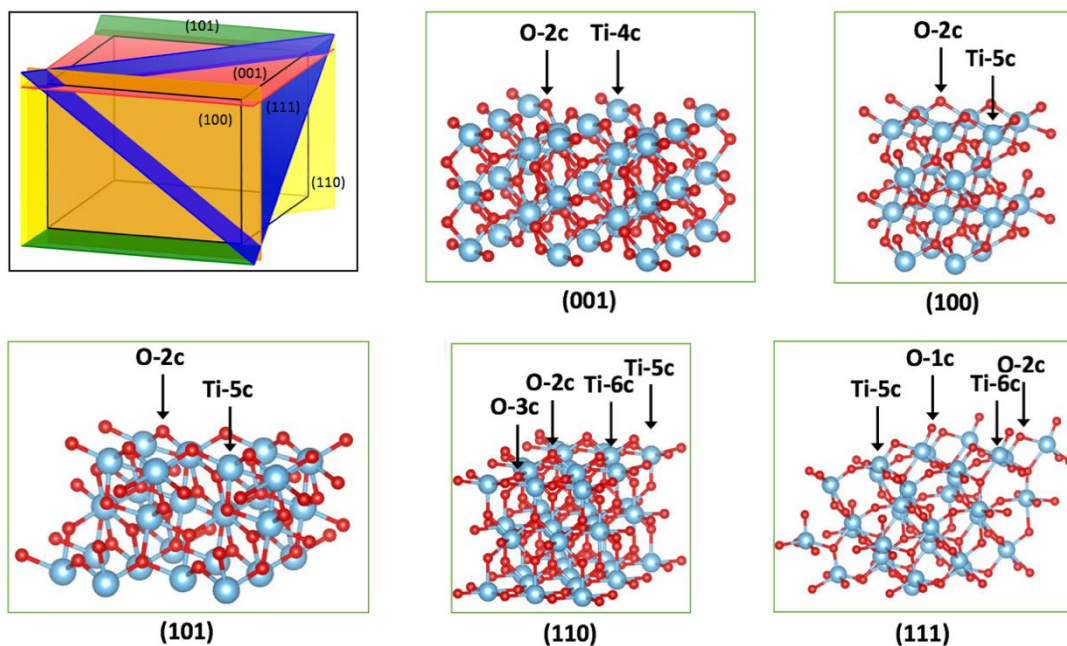 (101)
(001)
(111)
(100)
(110)
O-2c Ti-4c
(001)
O-2c
Ti-5c
(100)
O-2c
Ti-5c
(101)
Ti-5c
O-2c
Ti-6c
O-3c
(110)
O-1c O-2c
Ti-5c Ti-6c
(111)